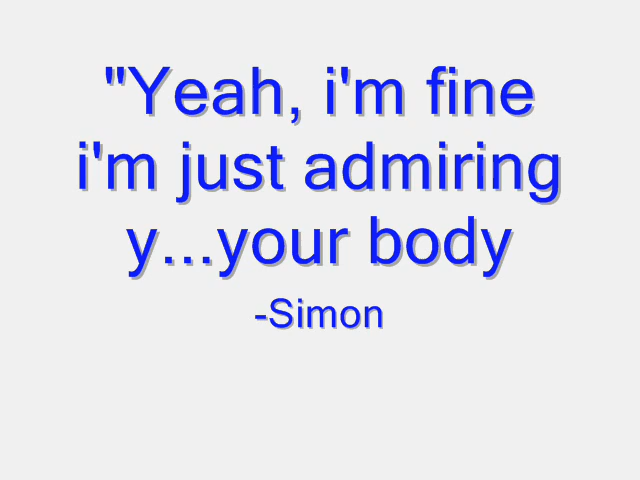 "Yeah, i'm fine
i'm just admiring
y...your body
-Simon